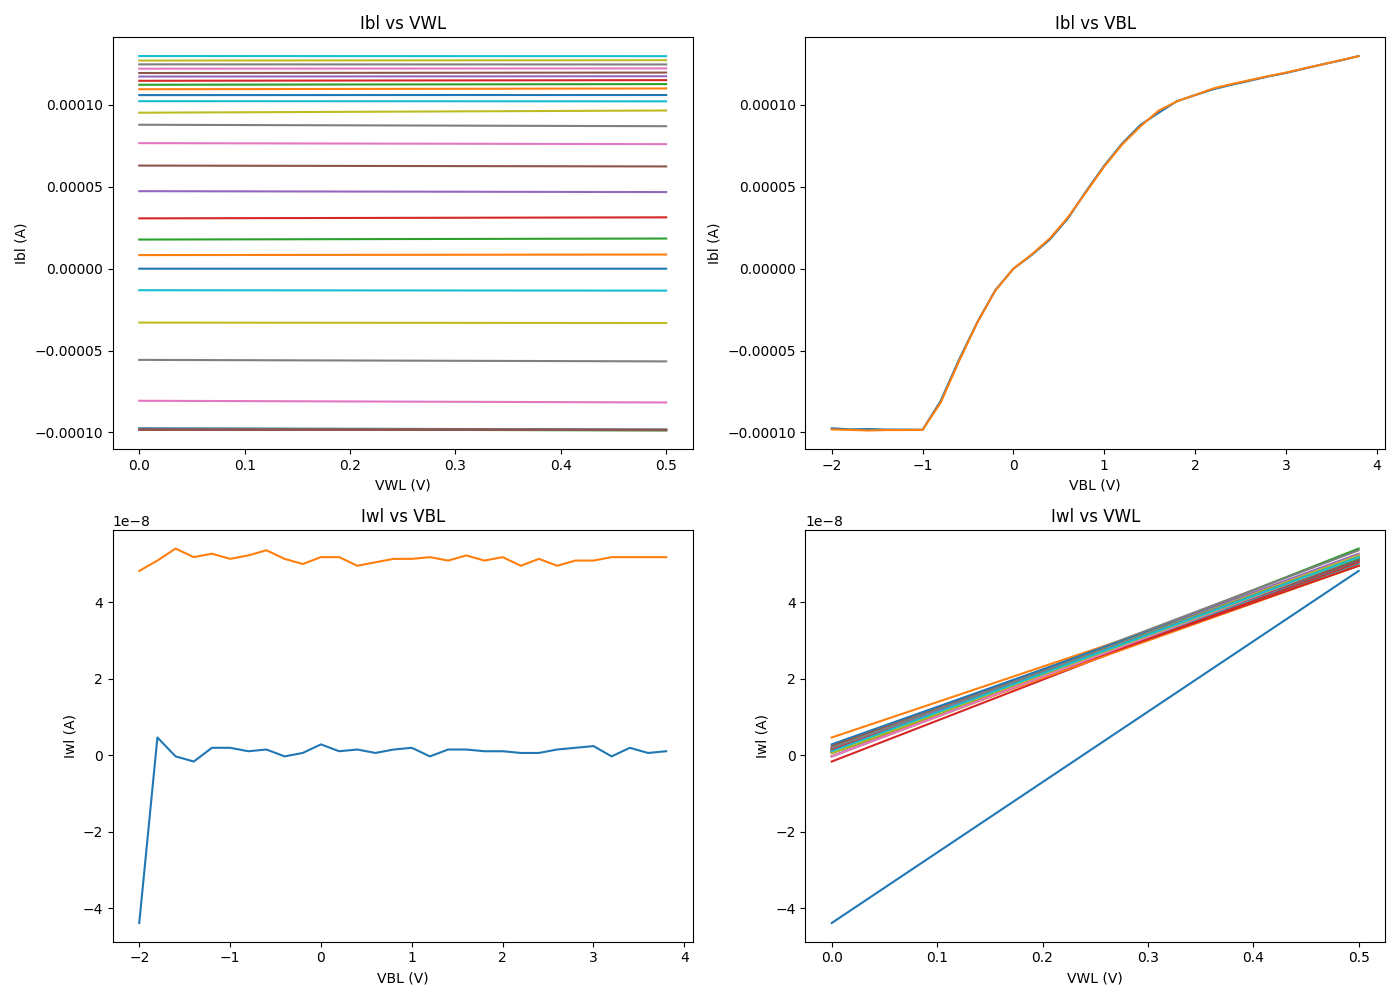 Ibl vs VWL
Ibl (A)
0.00010
0.00005
0.00000
−0.00005
−0.00010
0.0 0.1 0.2 0.3 0.4 0.5
VWL (V)
Ibl vs VBL
Ibl (A)
0.00010
0.00005
0.00000
−0.00005
−0.00010
−2 −1 0 1 2 3 4
VBL (V)
Iwl vs VBL
1e−8
Iwl (A)
4
2
0
−2
−4
−2 −1 0 1 2 3 4
VBL (V)
Iwl vs VWL
1e−8
Iwl (A)
4
2
0
−2
−4
0.0 0.1 0.2 0.3 0.4 0.5
VWL (V)